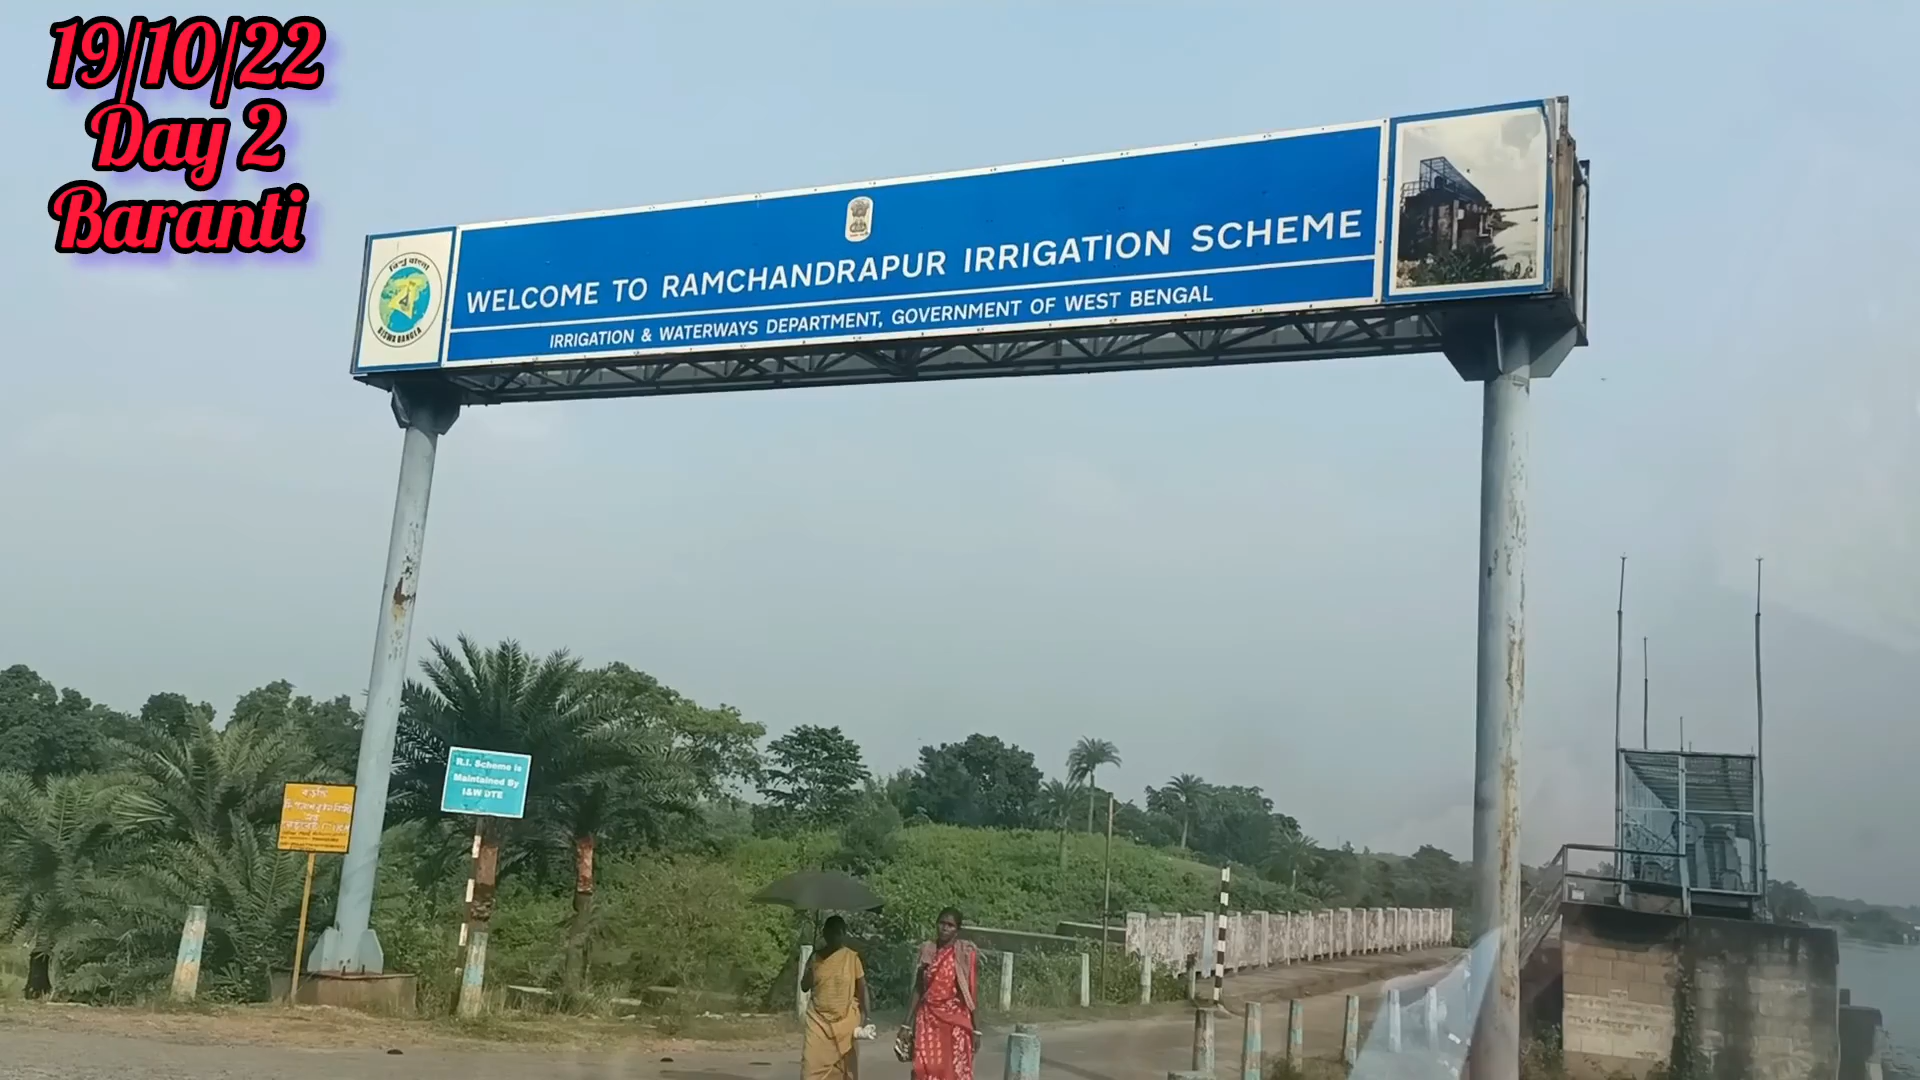 19/10/22
Day 2
Baranti
WELCOME TO RAMCHANDRAPUR IRRIGATION SCHEME
IRRIGATION & WATERWAYS DEPARTMENT, GOVERNMENT OF WEST BENGAL
BISWA BANGLA
R.I. Scheme is
Maintained By
I&W DTE